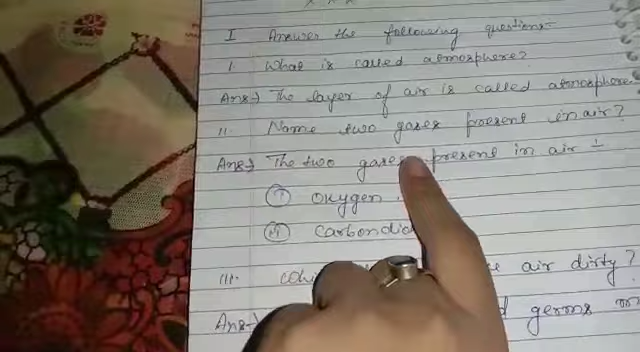 x x x
I Answer the following questions-
i. What is called atmosphere?
Ans→ The layer of air is called atmosphere
ii. Name two gases present in air?
Ans→ The two gases present in air -
(i) oxygen
(ii) Carbondi
iii. air dirty?
Ans→ germs